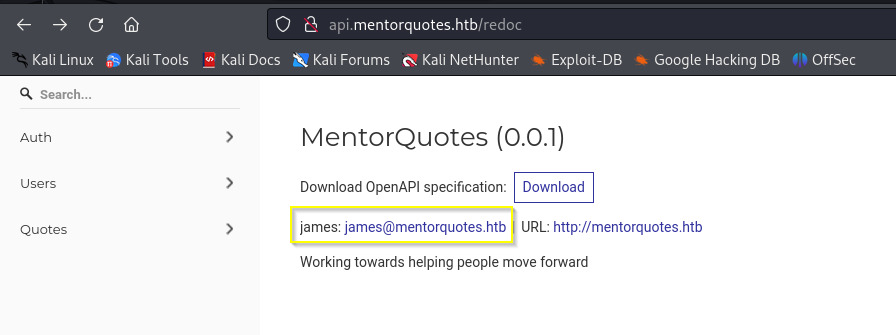 api.mentorquotes.htb/redoc
Kali Linux Kali Tools Kali Docs Kali Forums Kali NetHunter Exploit-DB Google Hacking DB OffSec
Search...
Auth
Users
Quotes
MentorQuotes (0.0.1)
Download OpenAPI specification: Download
james: james@mentorquotes.htb | URL: http://mentorquotes.htb
Working towards helping people move forward